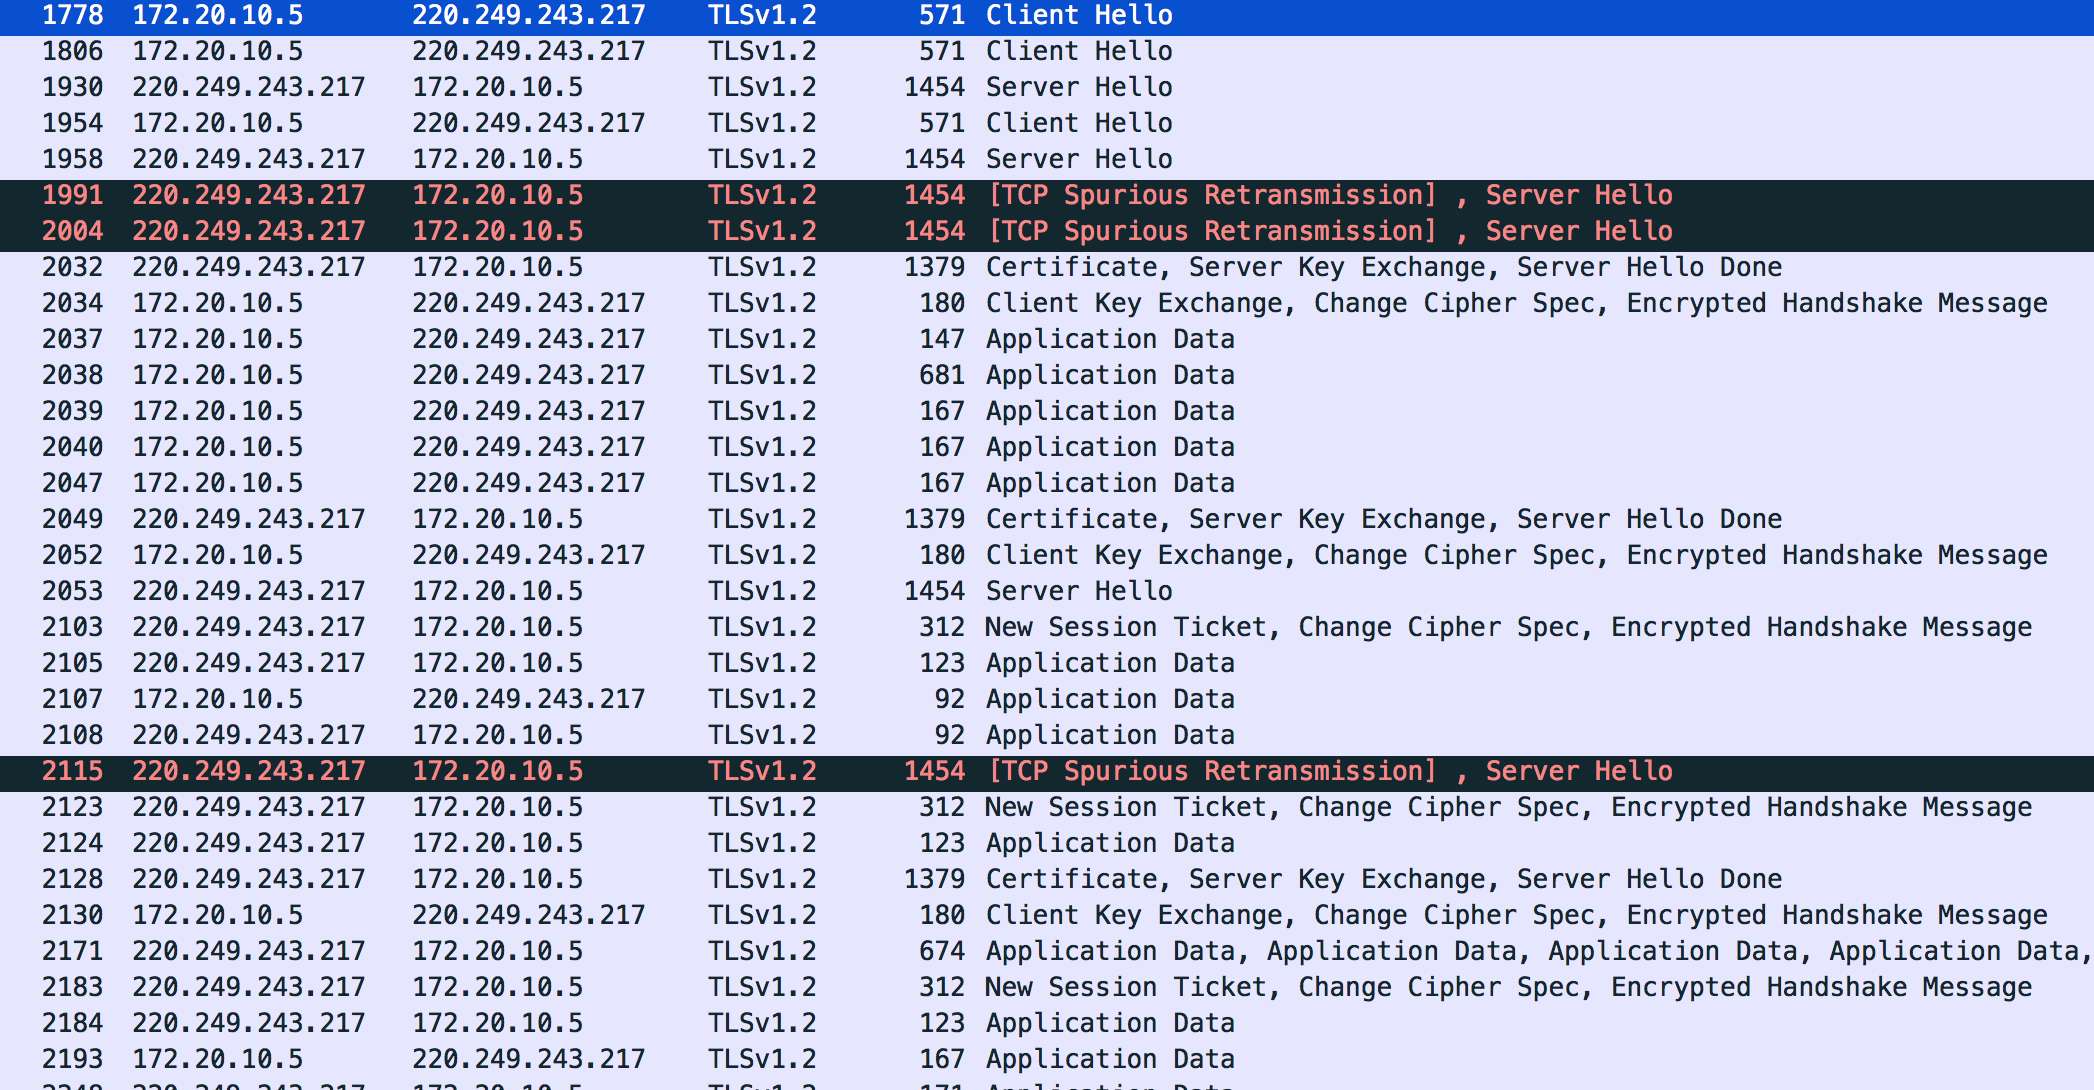 1778 172.20.10.5 220.249.243.217 TLSv1.2 571 Client Hello
1806 172.20.10.5 220.249.243.217 TLSv1.2 571 Client Hello
1930 220.249.243.217 172.20.10.5 TLSv1.2 1454 Server Hello
1954 172.20.10.5 220.249.243.217 TLSv1.2 571 Client Hello
1958 220.249.243.217 172.20.10.5 TLSv1.2 1454 Server Hello
1991 220.249.243.217 172.20.10.5 TLSv1.2 1454 [TCP Spurious Retransmission] , Server Hello
2004 220.249.243.217 172.20.10.5 TLSv1.2 1454 [TCP Spurious Retransmission] , Server Hello
2032 220.249.243.217 172.20.10.5 TLSv1.2 1379 Certificate, Server Key Exchange, Server Hello Done
2034 172.20.10.5 220.249.243.217 TLSv1.2 180 Client Key Exchange, Change Cipher Spec, Encrypted Handshake Message
2037 172.20.10.5 220.249.243.217 TLSv1.2 147 Application Data
2038 172.20.10.5 220.249.243.217 TLSv1.2 681 Application Data
2039 172.20.10.5 220.249.243.217 TLSv1.2 167 Application Data
2040 172.20.10.5 220.249.243.217 TLSv1.2 167 Application Data
2047 172.20.10.5 220.249.243.217 TLSv1.2 167 Application Data
2049 220.249.243.217 172.20.10.5 TLSv1.2 1379 Certificate, Server Key Exchange, Server Hello Done
2052 172.20.10.5 220.249.243.217 TLSv1.2 180 Client Key Exchange, Change Cipher Spec, Encrypted Handshake Message
2053 220.249.243.217 172.20.10.5 TLSv1.2 1454 Server Hello
2103 220.249.243.217 172.20.10.5 TLSv1.2 312 New Session Ticket, Change Cipher Spec, Encrypted Handshake Message
2105 220.249.243.217 172.20.10.5 TLSv1.2 123 Application Data
2107 172.20.10.5 220.249.243.217 TLSv1.2 92 Application Data
2108 220.249.243.217 172.20.10.5 TLSv1.2 92 Application Data
2115 220.249.243.217 172.20.10.5 TLSv1.2 1454 [TCP Spurious Retransmission] , Server Hello
2123 220.249.243.217 172.20.10.5 TLSv1.2 312 New Session Ticket, Change Cipher Spec, Encrypted Handshake Message
2124 220.249.243.217 172.20.10.5 TLSv1.2 123 Application Data
2128 220.249.243.217 172.20.10.5 TLSv1.2 1379 Certificate, Server Key Exchange, Server Hello Done
2130 172.20.10.5 220.249.243.217 TLSv1.2 180 Client Key Exchange, Change Cipher Spec, Encrypted Handshake Message
2171 220.249.243.217 172.20.10.5 TLSv1.2 674 Application Data, Application Data, Application Data, Application Data,
2183 220.249.243.217 172.20.10.5 TLSv1.2 312 New Session Ticket, Change Cipher Spec, Encrypted Handshake Message
2184 220.249.243.217 172.20.10.5 TLSv1.2 123 Application Data
2193 172.20.10.5 220.249.243.217 TLSv1.2 167 Application Data